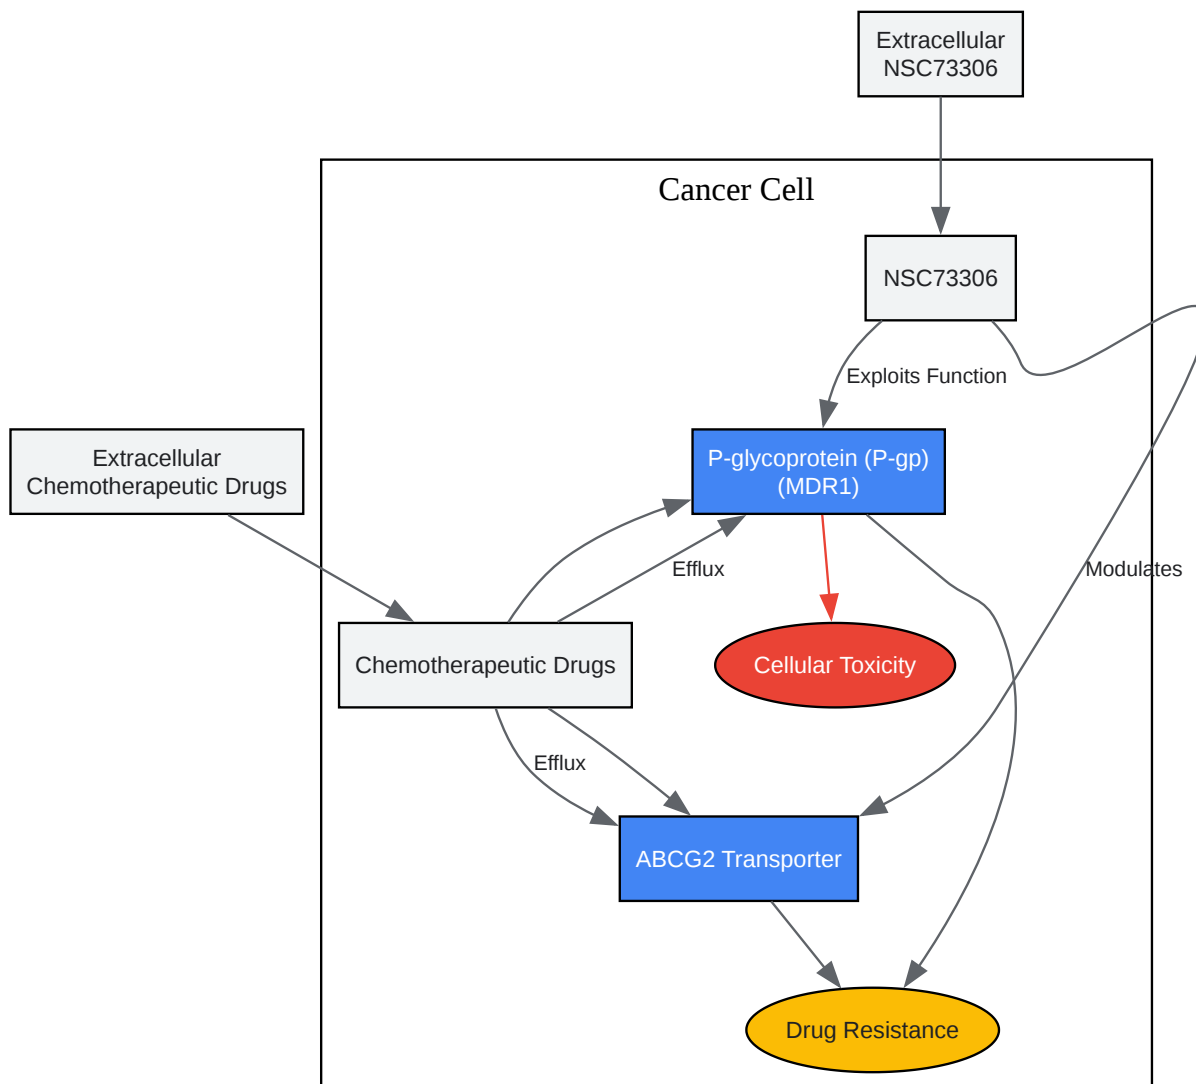 Extracellular
NSC73306
Cancer Cell
NSC73306
Exploits Function
Extracellular
Chemotherapeutic Drugs
P-glycoprotein (P-gp)
(MDR1)
Efflux
Modulates
Chemotherapeutic Drugs
Cellular Toxicity
Efflux
ABCG2 Transporter
Drug Resistance